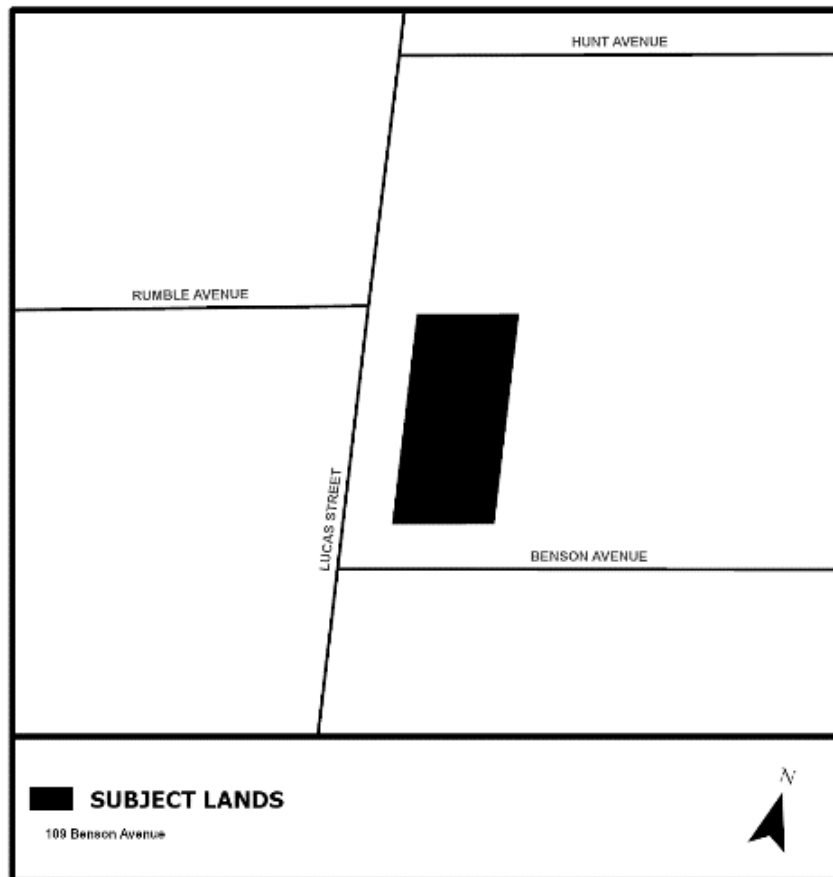 HUNT AVENUE
RUMBLE AVENUE
LUCAS STREET
BENSON AVENUE
N
SUBJECT LANDS
109 Benson Avenue